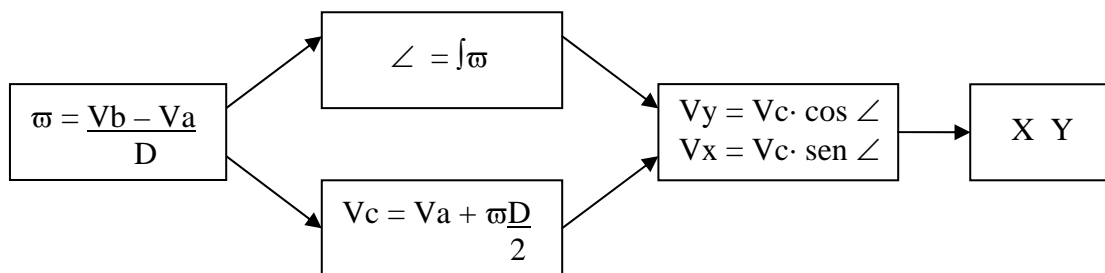 ϖ = Vb – Va
D
∠ = ∫ϖ
Vc = Va + ϖD
2
Vy = Vc· cos ∠
Vx = Vc· sen ∠
X Y